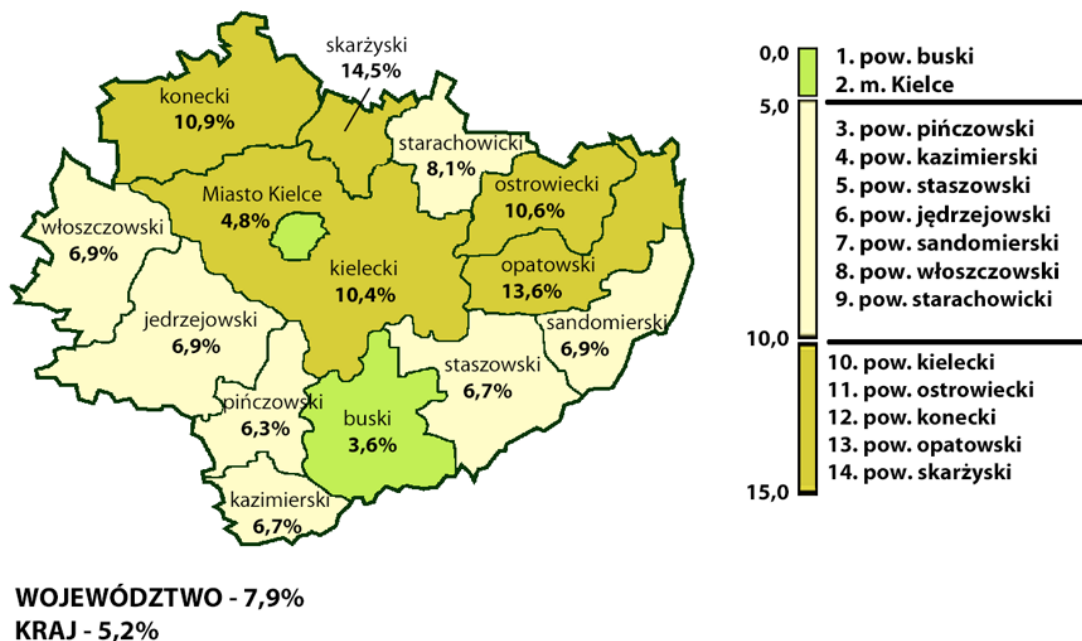 skarżyski
14,5%
konecki
10,9%
starachowicki
8,1%
Miasto Kielce
4,8%
ostrowiecki
10,6%
włoszczowski
6,9%
kielecki
10,4%
opatowski
13,6%
jedrzejowski
6,9%
sandomierski
6,9%
staszowski
6,7%
pińczowski
6,3%
buski
3,6%
kazimierski
6,7%
WOJEWÓDZTWO - 7,9%
KRAJ - 5,2%
0,0
1. pow. buski
2. m. Kielce
5,0
3. pow. pińczowski
4. pow. kazimierski
5. pow. staszowski
6. pow. jędrzejowski
7. pow. sandomierski
8. pow. włoszczowski
9. pow. starachowicki
10,0
10. pow. kielecki
11. pow. ostrowiecki
12. pow. konecki
13. pow. opatowski
14. pow. skarżyski
15,0